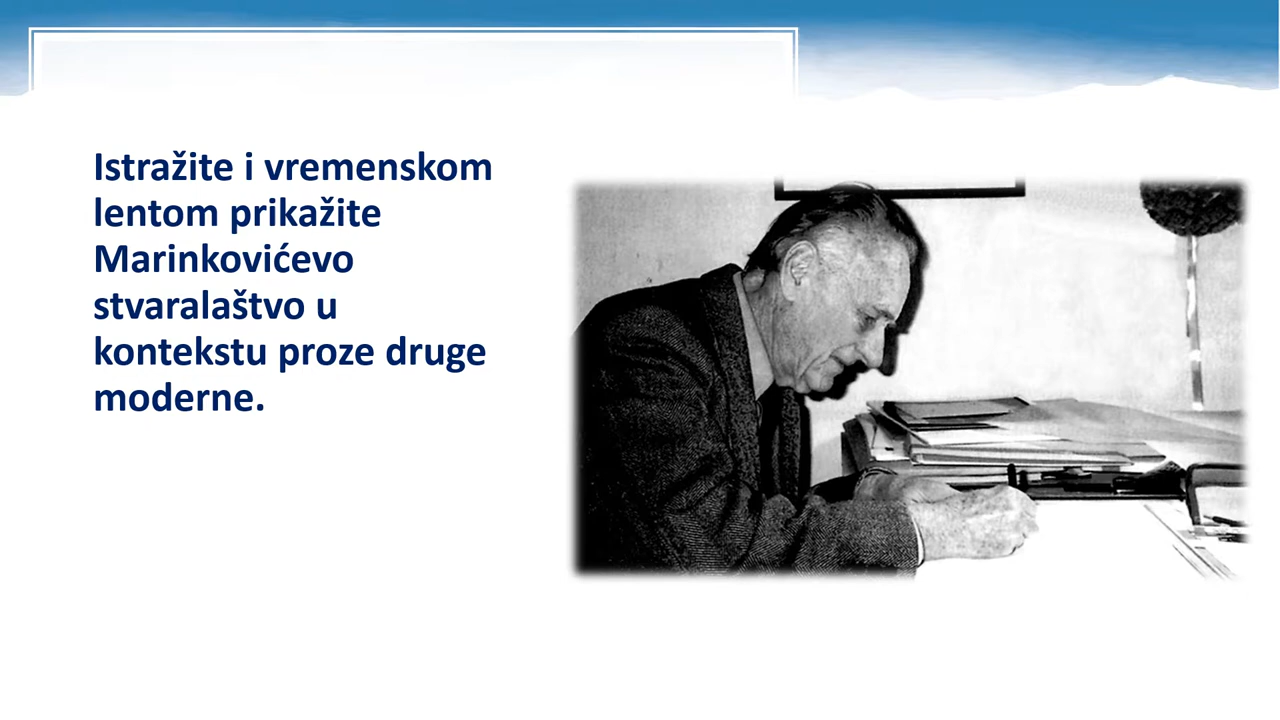 Istražite i vremenskom
lentom prikažite
Marinkovićevo
stvaralaštvo u
kontekstu proze druge
moderne.